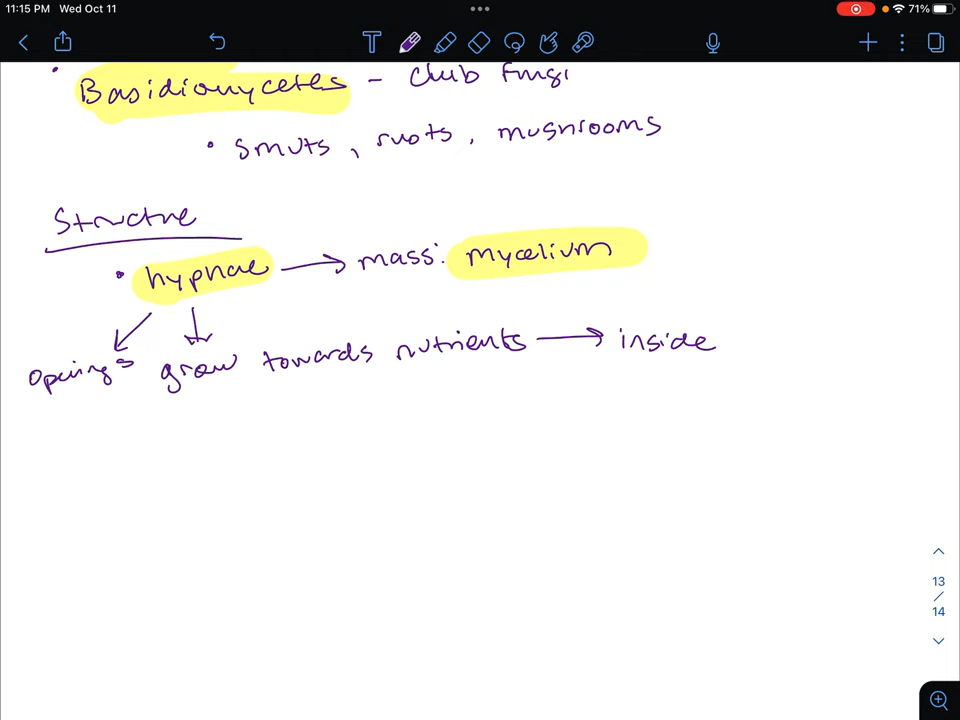 11:15 PM Wed Oct 11
71%
T
• Basidiomycetes - club fungi
• smuts, rusts, mushrooms
Structure
• hyphae → mass: mycelium
openings grow towards nutrients → inside
13
/
14